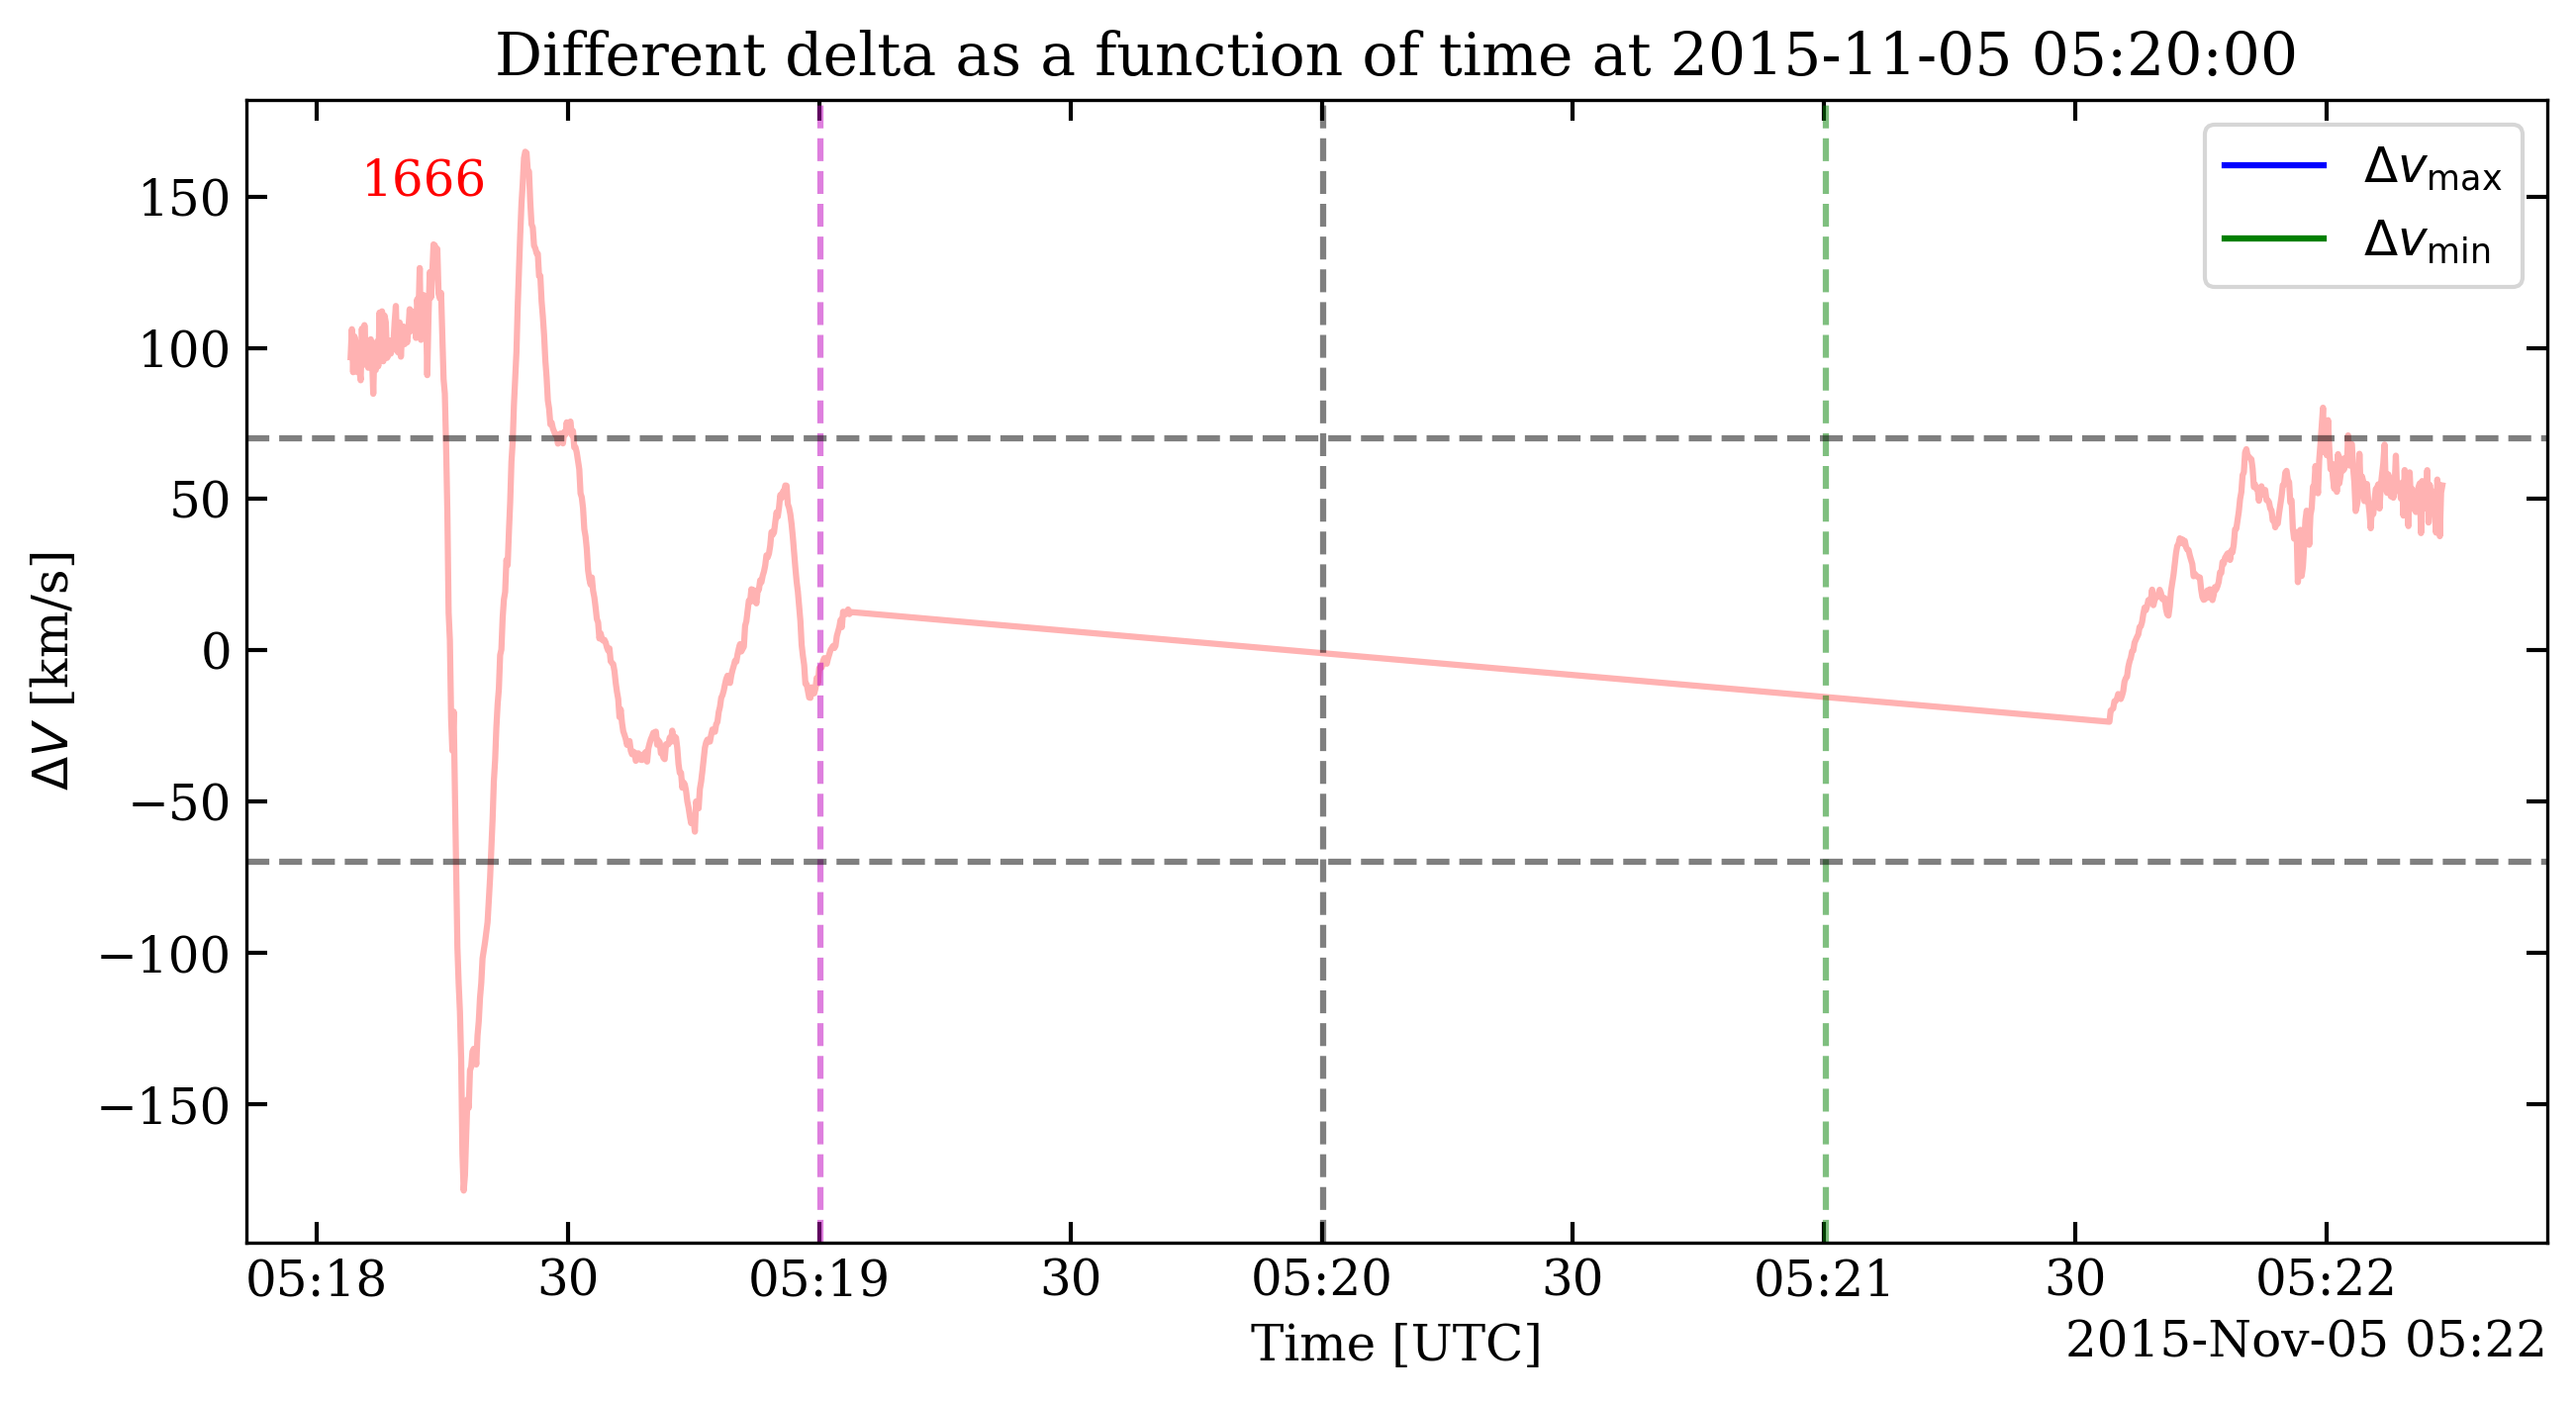 Different delta as a function of time at 2015-11-05 05:20:00
1666
Δv_max
Δv_min
150
100
50
0
−50
−100
−150
ΔV [km/s]
05:18 30 05:19 30 05:20 30 05:21 30 05:22
Time [UTC]
2015-Nov-05 05:22